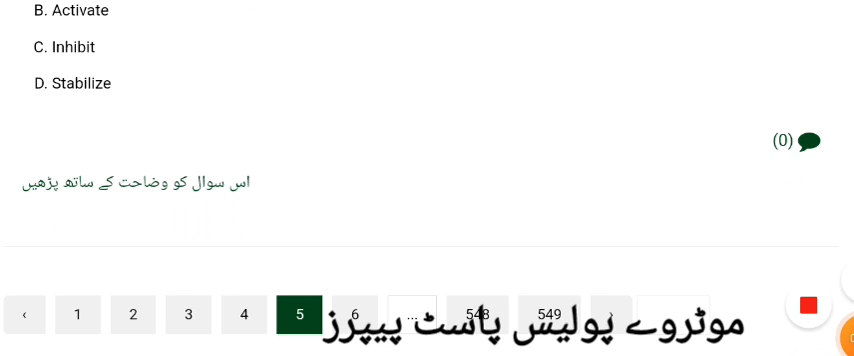 B. Activate
C. Inhibit
D. Stabilize
(0)
اس سوال کو وضاحت کے ساتھ پڑھیں
‹ 1 2 3 4 5 6 ... 548 549 ›
موٹروے پولیس پاسٹ پیپرز